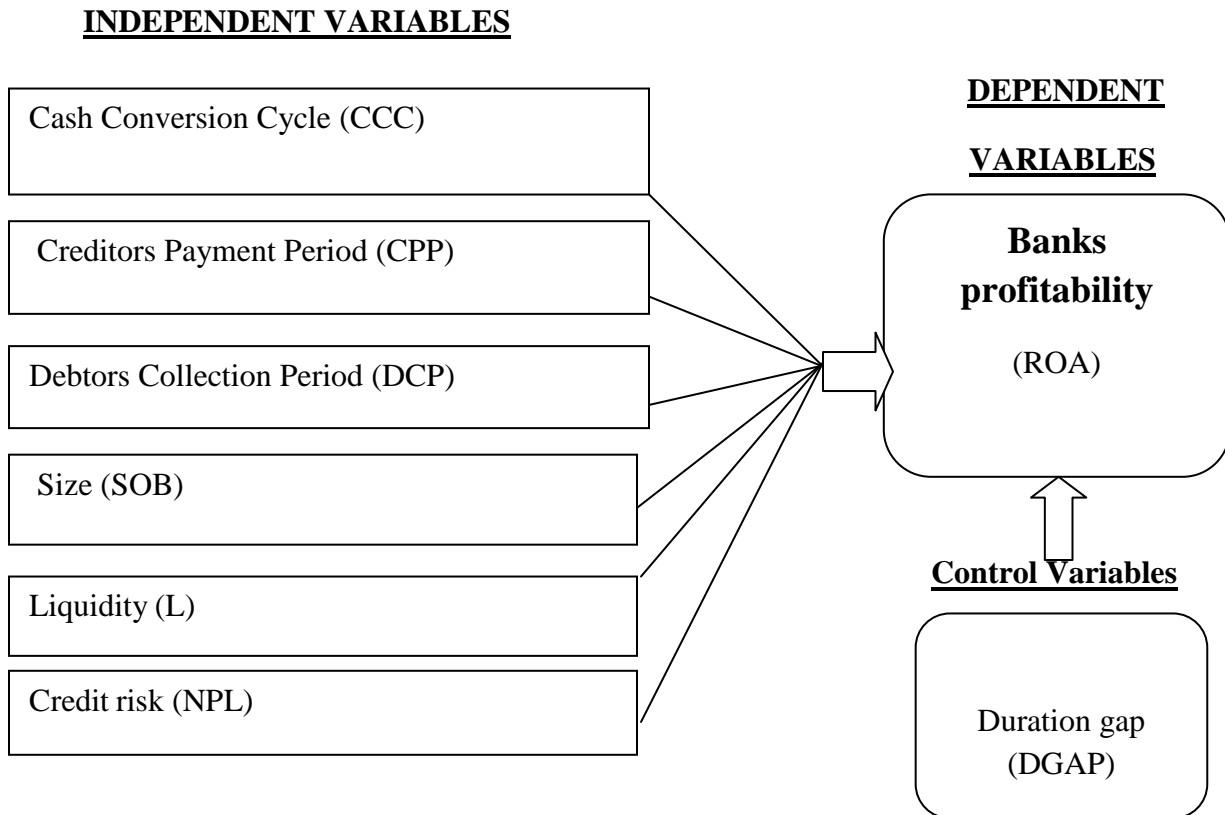 INDEPENDENT VARIABLES
Cash Conversion Cycle (CCC)
Creditors Payment Period (CPP)
Debtors Collection Period (DCP)
Size (SOB)
Liquidity (L)
Credit risk (NPL)
DEPENDENT
VARIABLES
Banks
profitability
(ROA)
Control Variables
Duration gap
(DGAP)